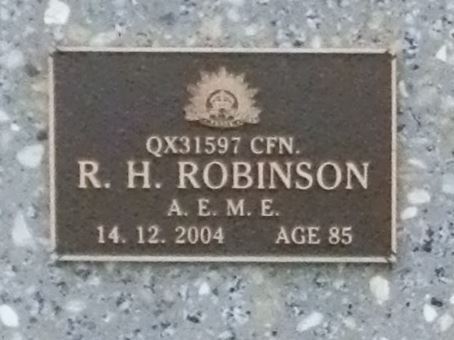 QX31597 CFN.
R. H. ROBINSON
A. E. M. E.
14. 12. 2004 AGE 85